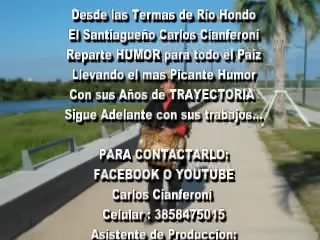 Desde las Termas de Rio Hondo
El Santiagueño Carlos Cianferoni
Reparte HUMOR para todo el Paiz
Llevando el mas Picante Humor
Con sus Años de TRAYECTORIA
Sigue Adelante con sus trabajos...
PARA CONTACTARLO:
FACEBOOK O YOUTUBE
Carlos Cianferoni
Celular : 3858475015
Asistente de Produccion: